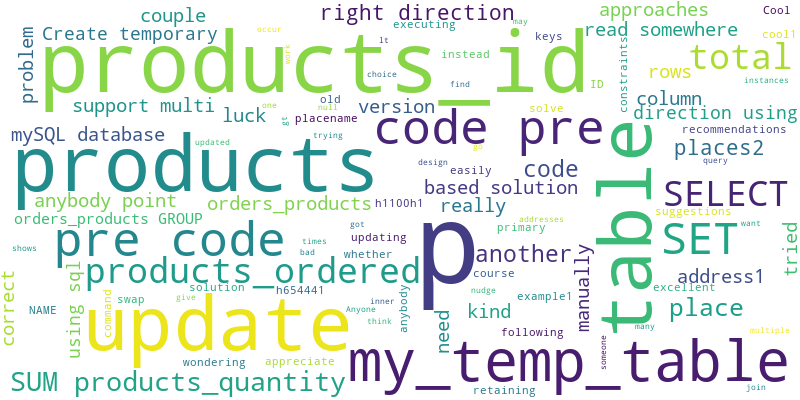 couple
right direction
executing
may
approaches
Cool
problem
Create temporary
lt
instead
keys
read somewhere
occur
work
cool1
products_id
choice
find
ID
constraints
total
rows
instances
support multi
old
version
one
null
column
luck
placename
gt
solve
direction using
mySQL database
updated
trying
code pre
go
recommendations
products
design
easily
code
places2
query
anybody point
orders_products
h1100h1
based solution
table
SELECT
orders_products GROUP
really
addresses
suggestions
primary
want
tried
shows
pre code
times
bad
got
updating
whether
p
another
manually
SET
using sql
products_ordered
course
address1
correct
command
solution
h654441
nudge
excellent
NAME
swap
give
inner
anybody
example1
place
update
Anyone
think
need
kind
many
multiple
wondering
appreciate
following
someone
my_temp_table
join
SUM products_quantity
retaining